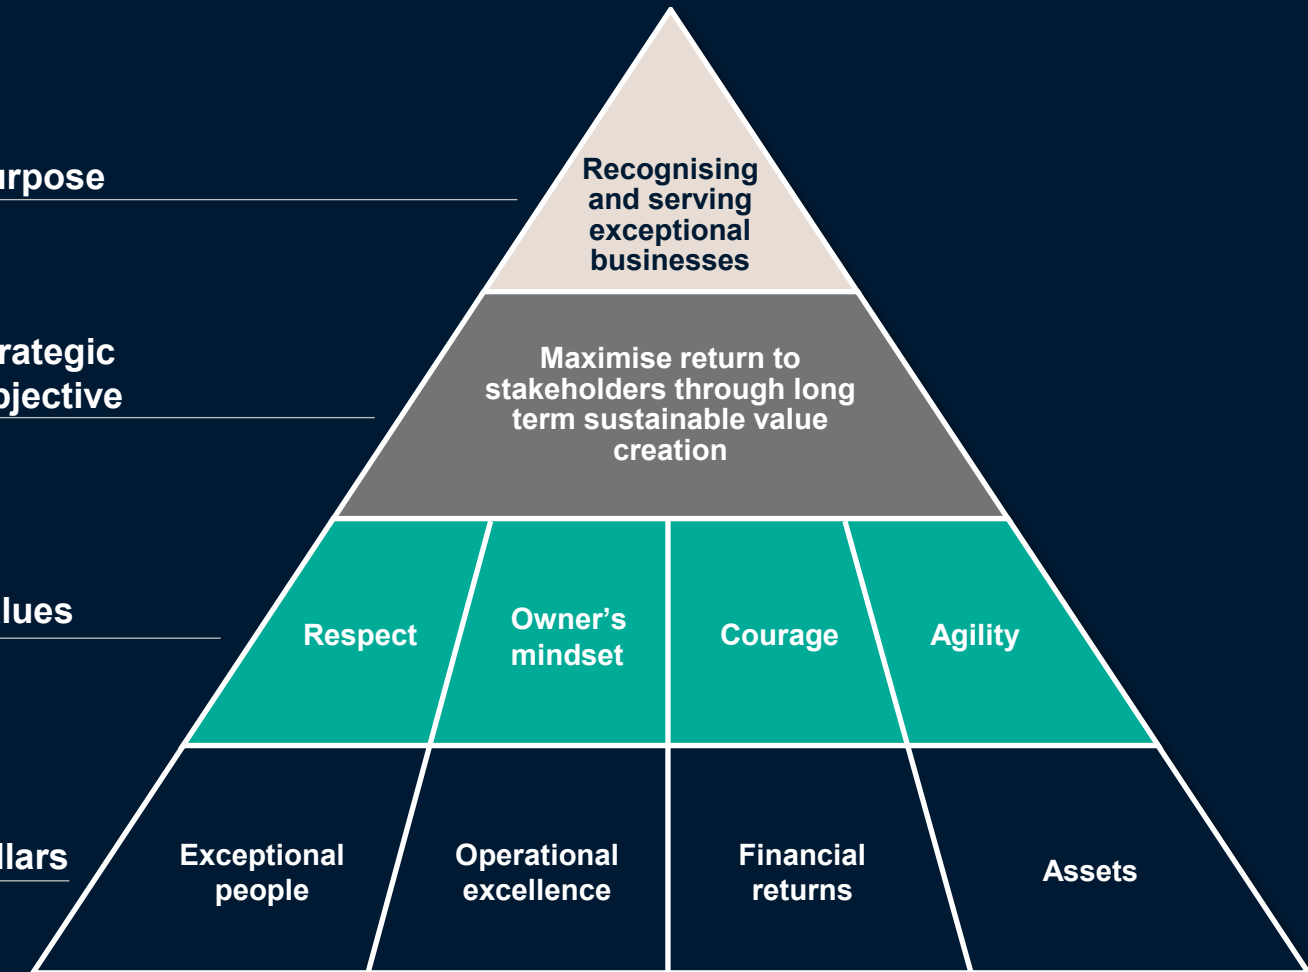 urpose
Recognising
and serving
exceptional
businesses
rategic
bjective
Maximise return to
stakeholders through long
term sustainable value
creation
lues
Respect
Owner’s
mindset
Courage
Agility
llars
Exceptional
people
Operational
excellence
Financial
returns
Assets